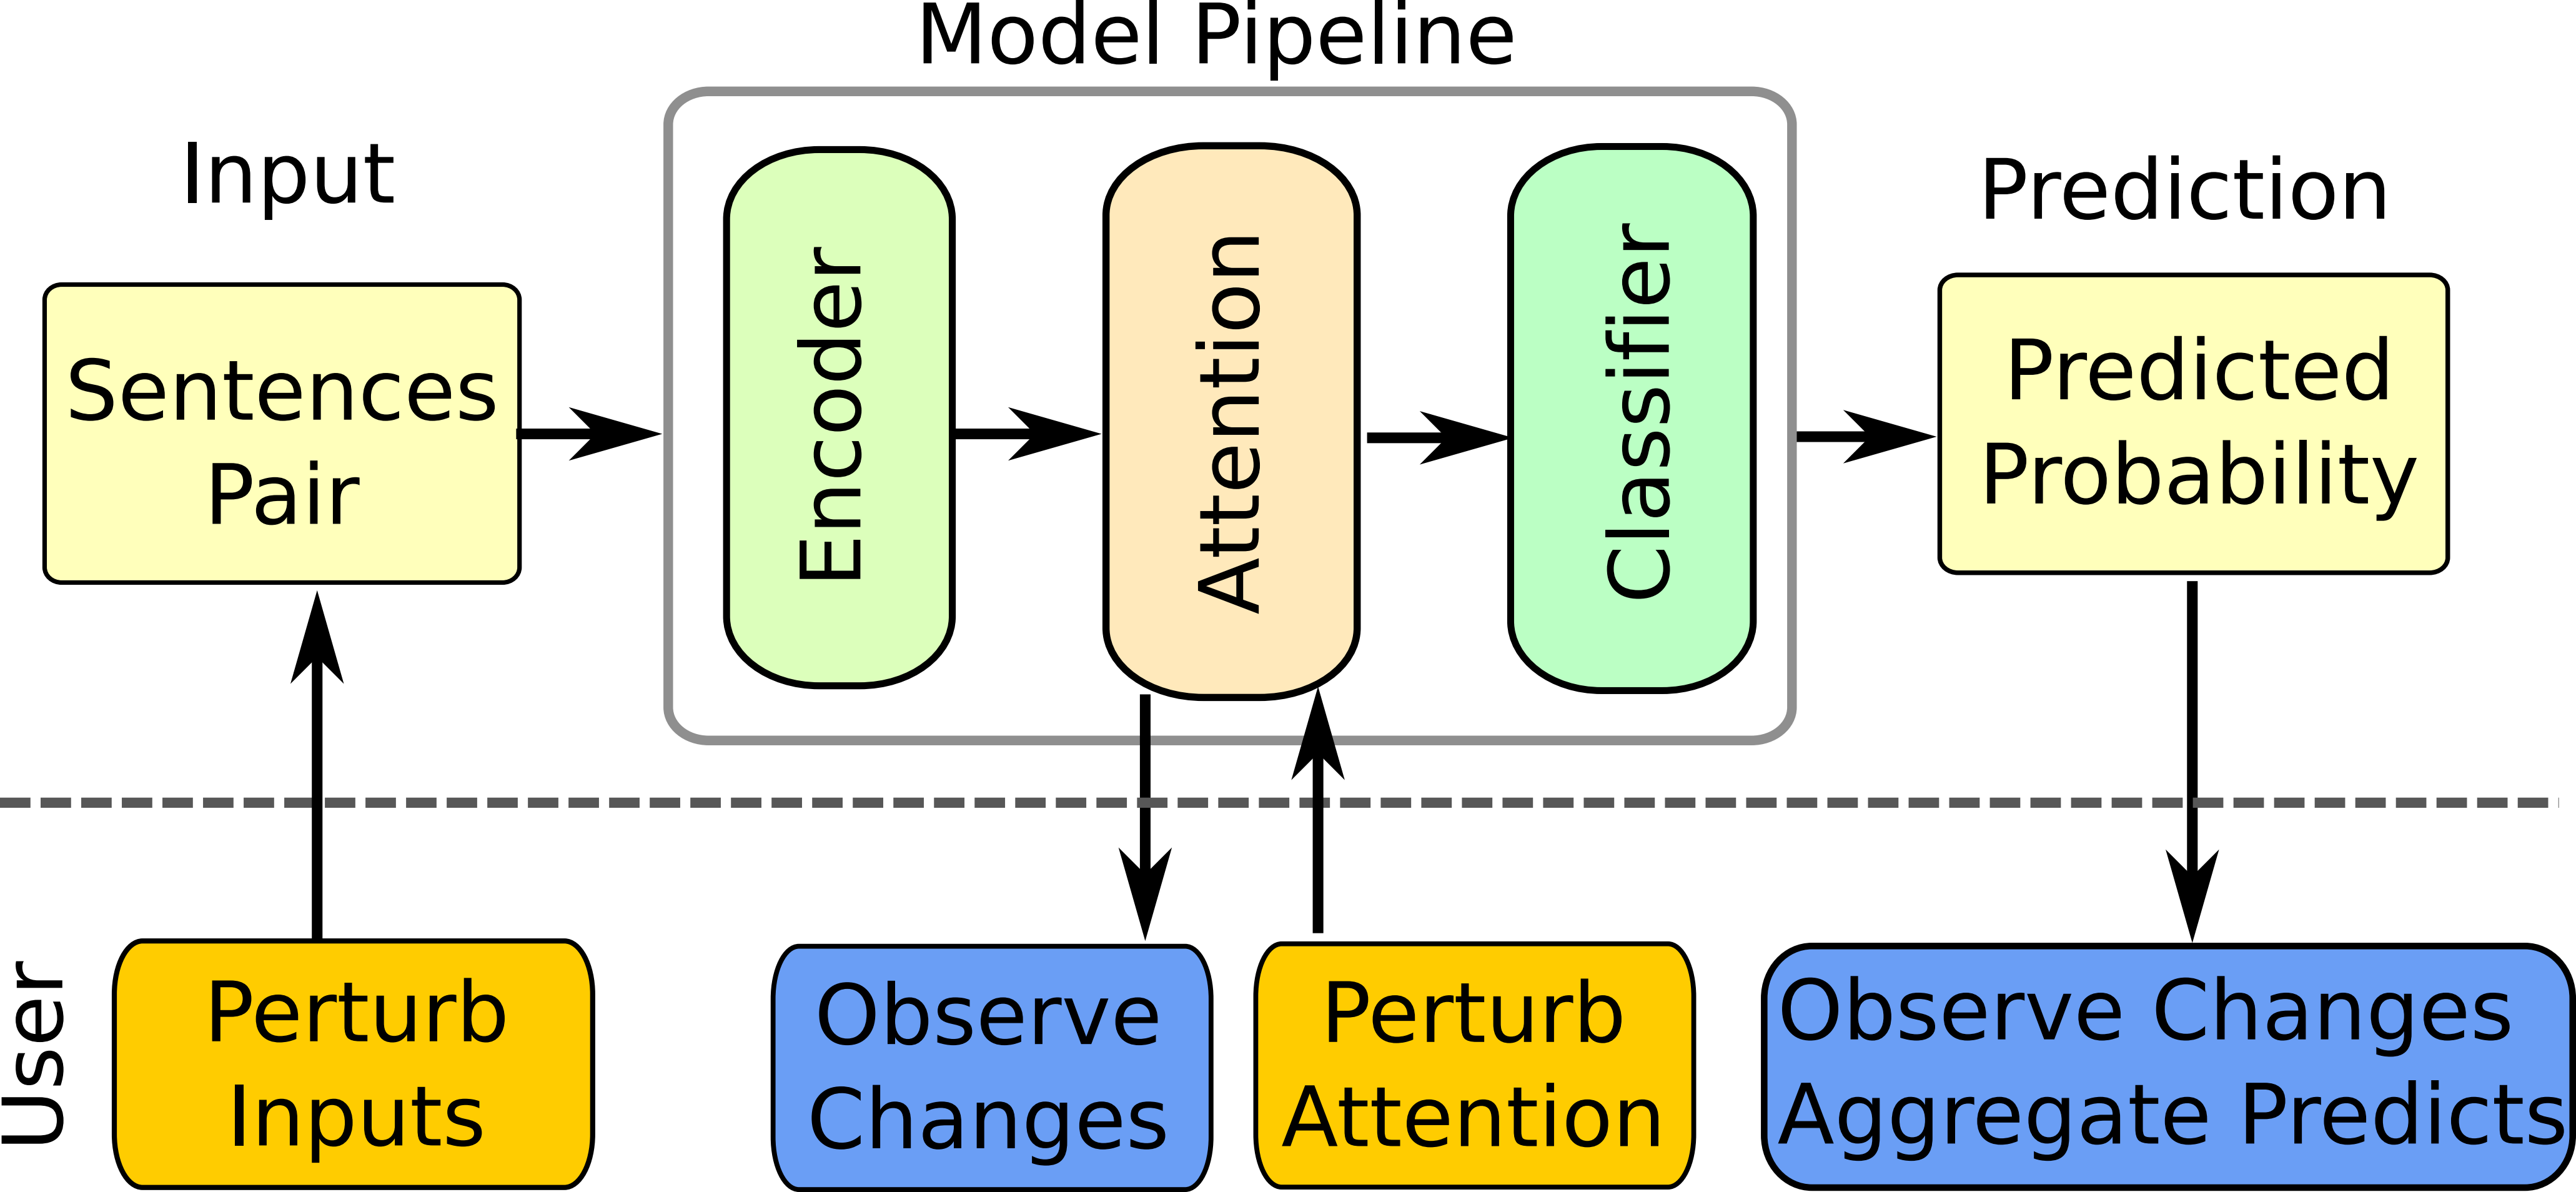 Model Pipeline
Input
Prediction
Sentences
Pair
Encoder
Attention
Classifier
Predicted
Probability
User
Perturb
Inputs
Observe
Changes
Perturb
Attention
Observe Changes
Aggregate Predicts